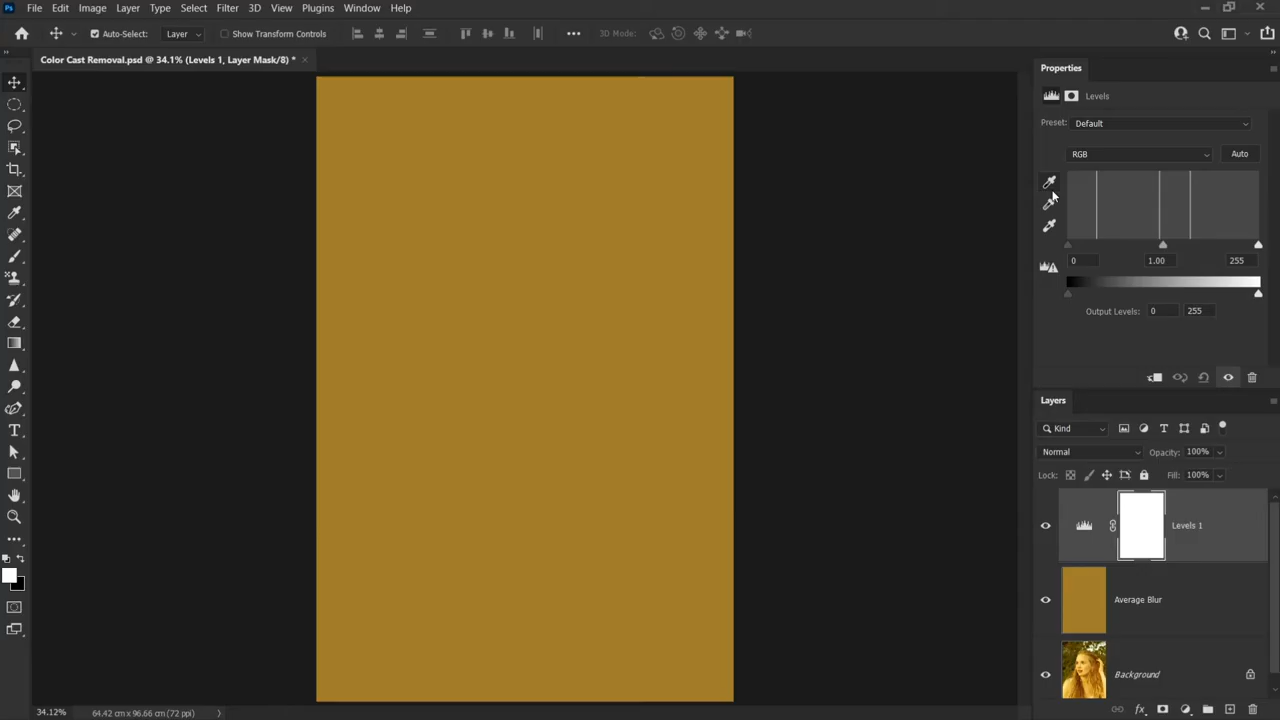 Ps File Edit Image Layer Type Select Filter 3D View Plugins Window Help
Auto-Select: Layer Show Transform Controls 3D Mode:
Color Cast Removal.psd @ 34.1% (Levels 1, Layer Mask/8) *
Properties
Levels
Preset: Default
RGB Auto
0 1.00 255
Output Levels: 0 255
Layers
Kind
Normal Opacity: 100%
Lock: Fill: 100%
Levels 1
Average Blur
Background
34.12% 64.42 cm x 96.66 cm (72 ppi)